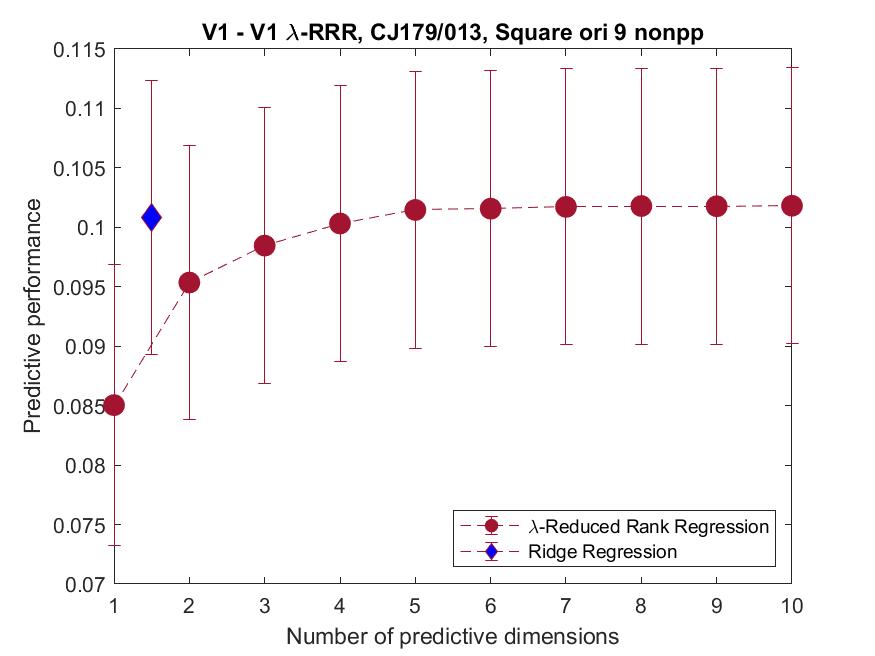 V1 - V1 λ-RRR, CJ179/013, Square ori 9 nonpp
0.115
0.11
0.105
0.1
0.095
0.09
0.085
0.08
0.075
0.07
Predictive performance
λ-Reduced Rank Regression
Ridge Regression
1 2 3 4 5 6 7 8 9 10
Number of predictive dimensions